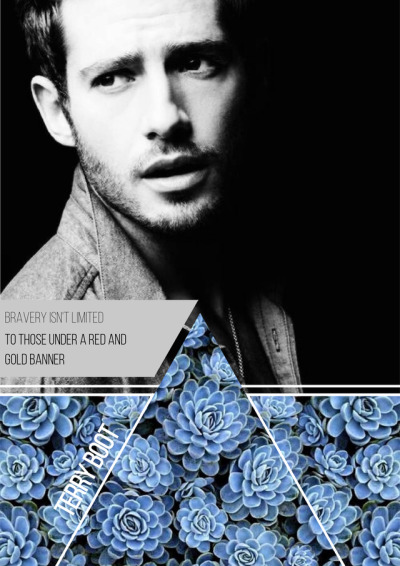 BRAVERY ISN'T LIMITED
TO THOSE UNDER A RED AND
GOLD BANNER
TERRY BOOT